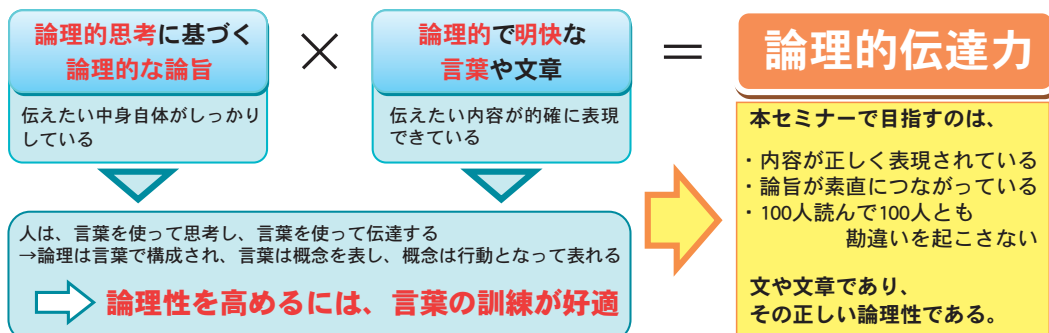 論理的思考に基づく
論理的な論旨
伝えたい中身自体がしっかり
している
×
論理的で明快な
言葉や文章
伝えたい内容が的確に表現
できている
＝
論理的伝達力
人は、言葉を使って思考し、言葉を使って伝達する
→論理は言葉で構成され、言葉は概念を表し、概念は行動となって表れる
論理性を高めるには、言葉の訓練が好適
本セミナーで目指すのは、
・内容が正しく表現されている
・論旨が素直につながっている
・100人読んで100人とも
勘違いを起こさない
文や文章であり、
その正しい論理性である。